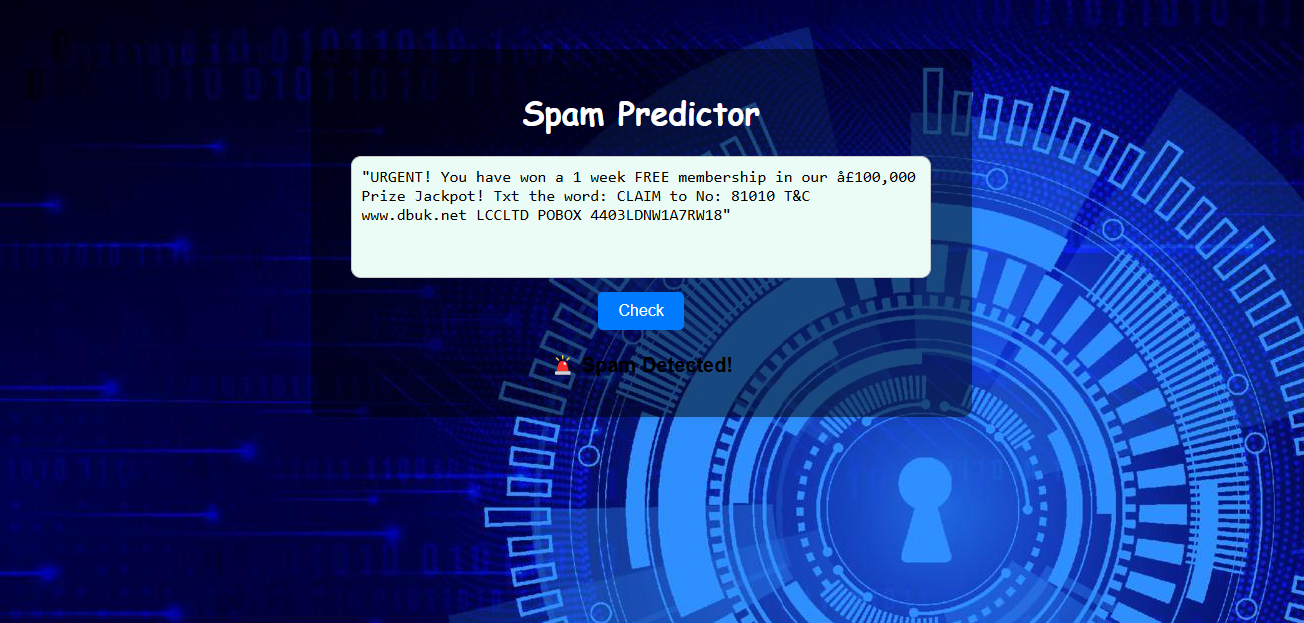 Spam Predictor
"URGENT! You have won a 1 week FREE membership in our å£100,000
Prize Jackpot! Txt the word: CLAIM to No: 81010 T&C
www.dbuk.net LCCLTD POBOX 4403LDNW1A7RW18"
Check
🚨 Spam Detected!